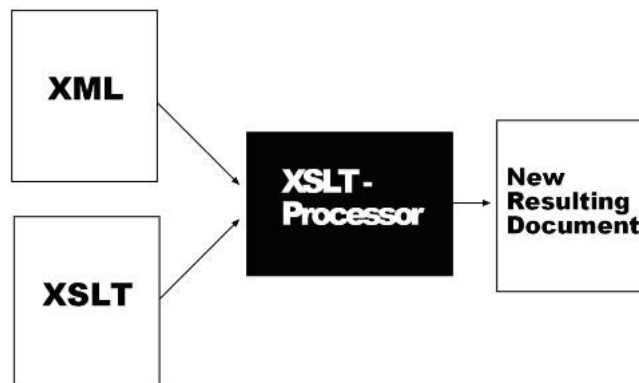 XML
XSLT
XSLT -
Processor
New
Resulting
Document